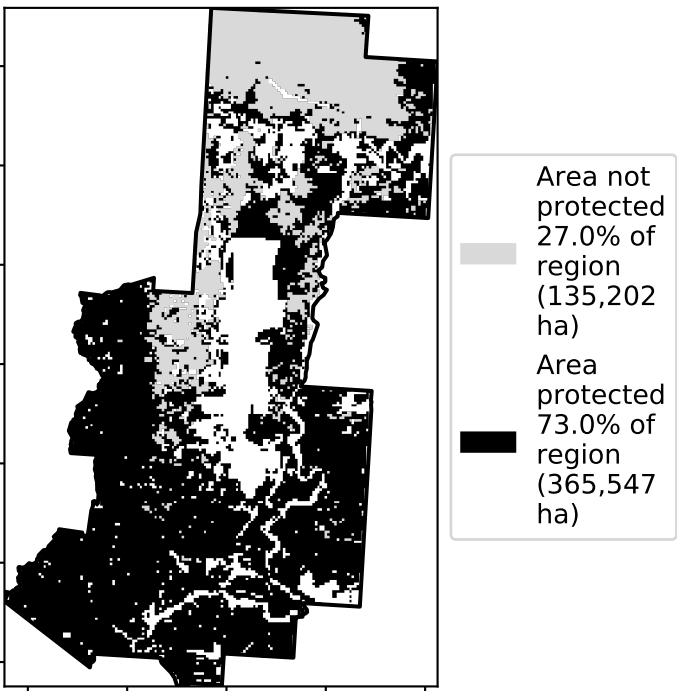 Area not
protected
27.0% of
region
(135,202
ha)
Area
protected
73.0% of
region
(365,547
ha)